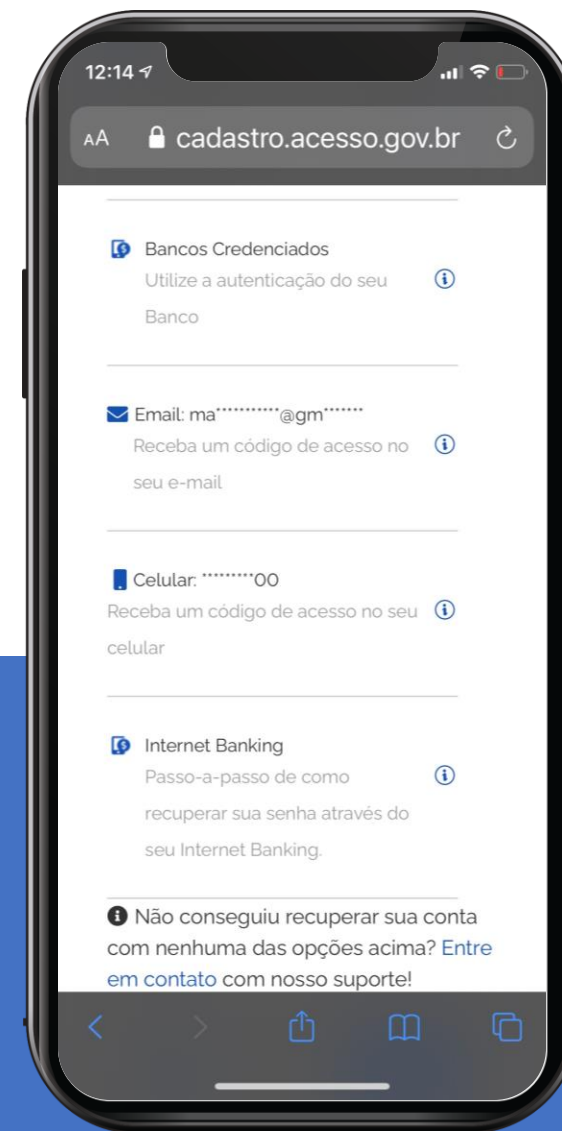 12:14
AA cadastro.acesso.gov.br
Bancos Credenciados
Utilize a autenticação do seu
Banco
Email: ma***********@gm*******
Receba um código de acesso no
seu e-mail
Celular: *********00
Receba um código de acesso no seu
celular
Internet Banking
Passo-a-passo de como
recuperar sua senha através do
seu Internet Banking.
Não conseguiu recuperar sua conta
com nenhuma das opções acima? Entre
em contato com nosso suporte!